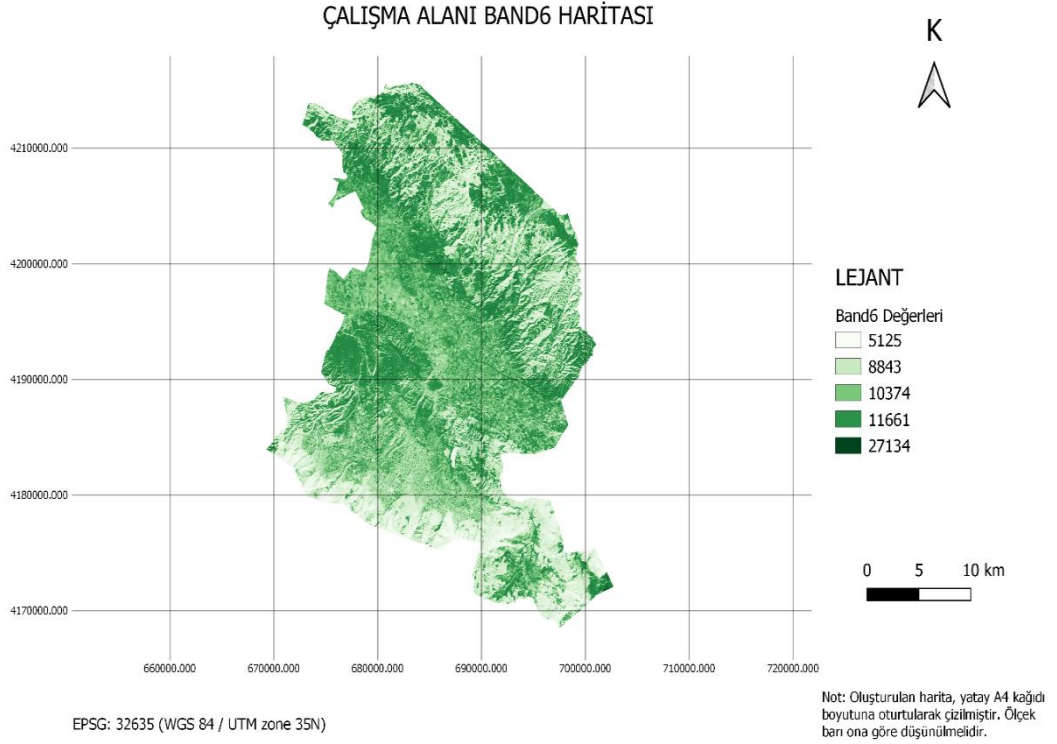 ÇALIŞMA ALANI BAND6 HARİTASI
K
4210000.000
4200000.000
4190000.000
4180000.000
4170000.000
660000.000
670000.000
680000.000
690000.000
700000.000
710000.000
720000.000
LEJANT
Band6 Değerleri
5125
8843
10374
11661
27134
0 5 10 km
EPSG: 32635 (WGS 84 / UTM zone 35N)
Not: Oluşturulan harita, yatay A4 kağıdı
boyutuna oturtularak çizilmiştir. Ölçek
barı ona göre düşünülmelidir.